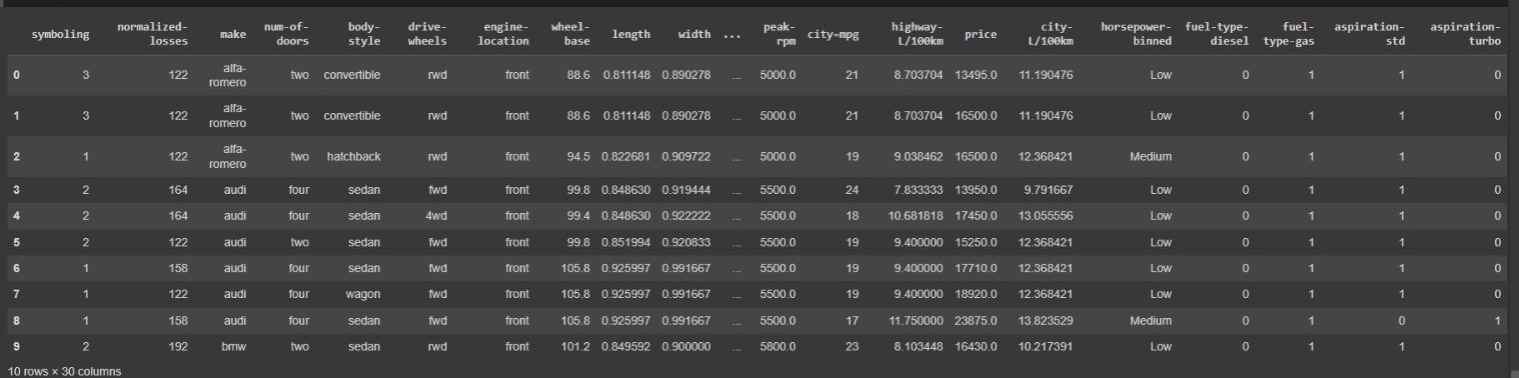 symboling normalized-losses make num-of-doors body-style drive-wheels engine-location wheel-base length width ... peak-rpm city=mpg highway-L/100km price city-L/100km horsepower-binned fuel-type-diesel fuel-type-gas aspiration-std aspiration-turbo
0 3 122 alfa-romero two convertible rwd front 88.6 0.811148 0.890278 ... 5000.0 21 8.703704 13495.0 11.190476 Low 0 1 1 0
1 3 122 alfa-romero two convertible rwd front 88.6 0.811148 0.890278 ... 5000.0 21 8.703704 16500.0 11.190476 Low 0 1 1 0
2 1 122 alfa-romero two hatchback rwd front 94.5 0.822681 0.909722 ... 5000.0 19 9.038462 16500.0 12.368421 Medium 0 1 1 0
3 2 164 audi four sedan fwd front 99.8 0.848630 0.919444 ... 5500.0 24 7.833333 13950.0 9.791667 Low 0 1 1 0
4 2 164 audi four sedan 4wd front 99.4 0.848630 0.922222 ... 5500.0 18 10.681818 17450.0 13.055556 Low 0 1 1 0
5 2 122 audi two sedan fwd front 99.8 0.851994 0.920833 ... 5500.0 19 9.400000 15250.0 12.368421 Low 0 1 1 0
6 1 158 audi four sedan fwd front 105.8 0.925997 0.991667 ... 5500.0 19 9.400000 17710.0 12.368421 Low 0 1 1 0
7 1 122 audi four wagon fwd front 105.8 0.925997 0.991667 ... 5500.0 19 9.400000 18920.0 12.368421 Low 0 1 1 0
8 1 158 audi four sedan fwd front 105.8 0.925997 0.991667 ... 5500.0 17 11.750000 23875.0 13.823529 Medium 0 1 0 1
9 2 192 bmw two sedan rwd front 101.2 0.849592 0.900000 ... 5800.0 23 8.103448 16430.0 10.217391 Low 0 1 1 0
10 rows × 30 columns